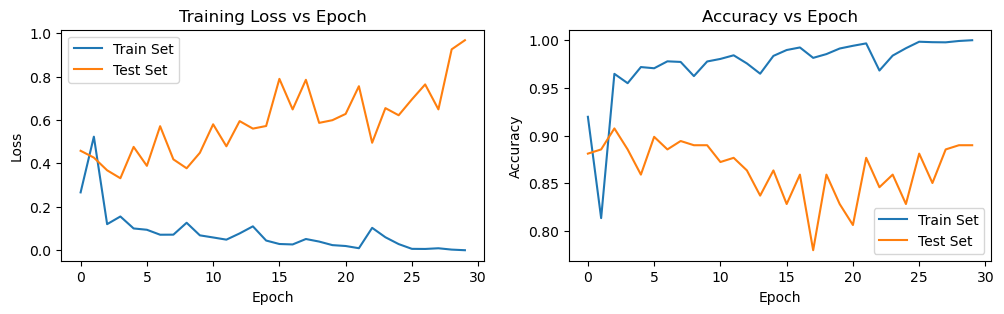 Training Loss vs Epoch
1.0
0.8
0.6
0.4
0.2
0.0
Loss
Train Set
Test Set
0 5 10 15 20 25 30
Epoch
Accuracy vs Epoch
1.00
0.95
0.90
0.85
0.80
Accuracy
Train Set
Test Set
0 5 10 15 20 25 30
Epoch